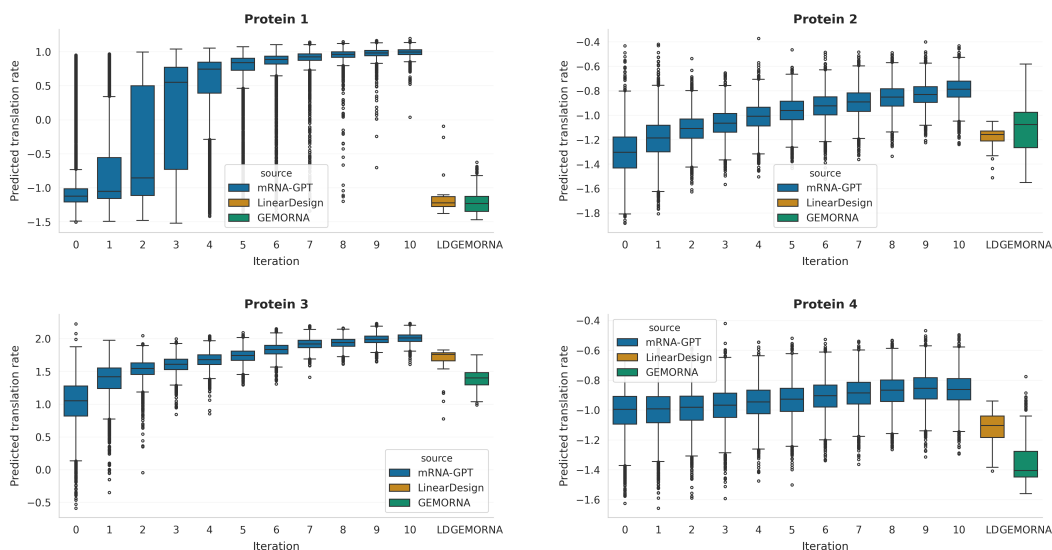 Protein 1
Predicted translation rate
1.0
0.5
0.0
−0.5
−1.0
−1.5
source
mRNA-GPT
LinearDesign
GEMORNA
0 1 2 3 4 5 6 7 8 9 10 LDGEMORNA
Iteration
Protein 2
Predicted translation rate
−0.4
−0.6
−0.8
−1.0
−1.2
−1.4
−1.6
−1.8
source
mRNA-GPT
LinearDesign
GEMORNA
0 1 2 3 4 5 6 7 8 9 10 LDGEMORNA
Iteration
Protein 3
Predicted translation rate
2.0
1.5
1.0
0.5
0.0
−0.5
source
mRNA-GPT
LinearDesign
GEMORNA
0 1 2 3 4 5 6 7 8 9 10 LDGEMORNA
Iteration
Protein 4
Predicted translation rate
−0.4
−0.6
−0.8
−1.0
−1.2
−1.4
−1.6
source
mRNA-GPT
LinearDesign
GEMORNA
0 1 2 3 4 5 6 7 8 9 10 LDGEMORNA
Iteration